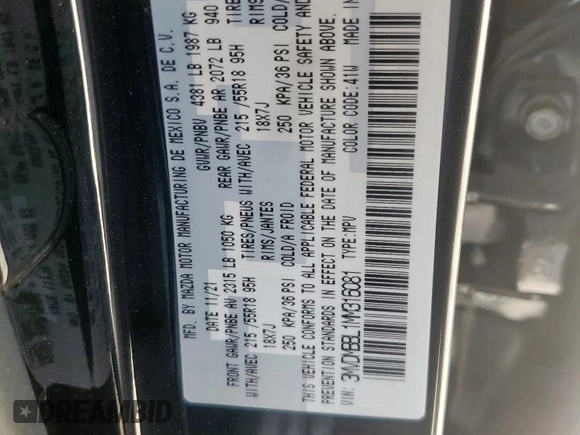 MFD. BY MAZDA MOTOR MANUFACTURING DE MEXICO S.A. DE C.V.
DATE 11/21 GVWR/PNBV 4381 LB 1987 KG
FRONT GAWR/PNBE AV 2315 LB 1050 KG REAR GAWR/PNBE AR 2072 LB 940
WITH/AVEC 215 /55R18 95H TIRES/PNEUS WITH/AVEC 215 /55R18 95H TIRE
18X7J RIMS/JANTES 18X7J RIMS
250 KPA/36 PSI COLD/A FROID 250 KPA/36 PSI COLD/A
THIS VEHICLE CONFORMS TO ALL APPLICABLE FEDERAL MOTOR VEHICLE SAFETY AND
PREVENTION STANDARDS IN EFFECT ON THE DATE OF MANUFACTURE SHOWN ABOVE.
VIN: TYPE: MPV COLOR CODE: 41W
DREAMBID